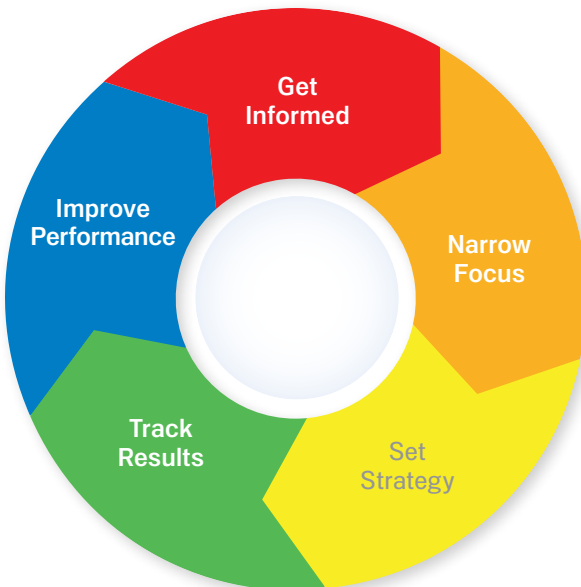 Get
Informed
Narrow
Focus
Set
Strategy
Track
Results
Improve
Performance